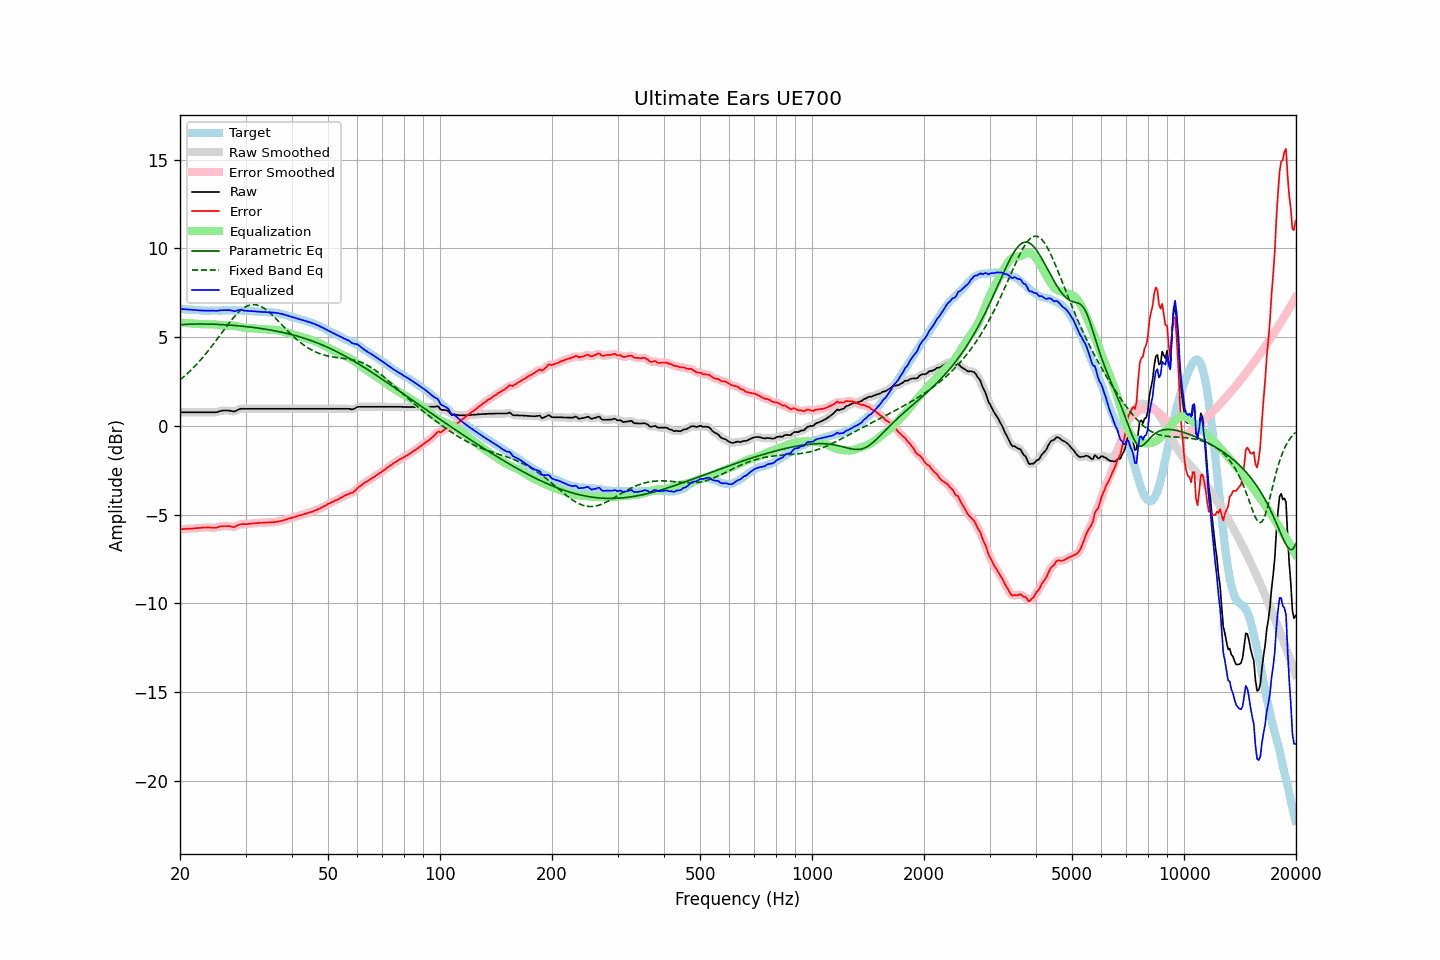 Ultimate Ears UE700
Target
Raw Smoothed
Error Smoothed
Raw
Error
Equalization
Parametric Eq
Fixed Band Eq
Equalized
15
10
5
0
−5
−10
−15
−20
Amplitude (dBr)
20
50
100
200
500
1000
2000
5000
10000
20000
Frequency (Hz)